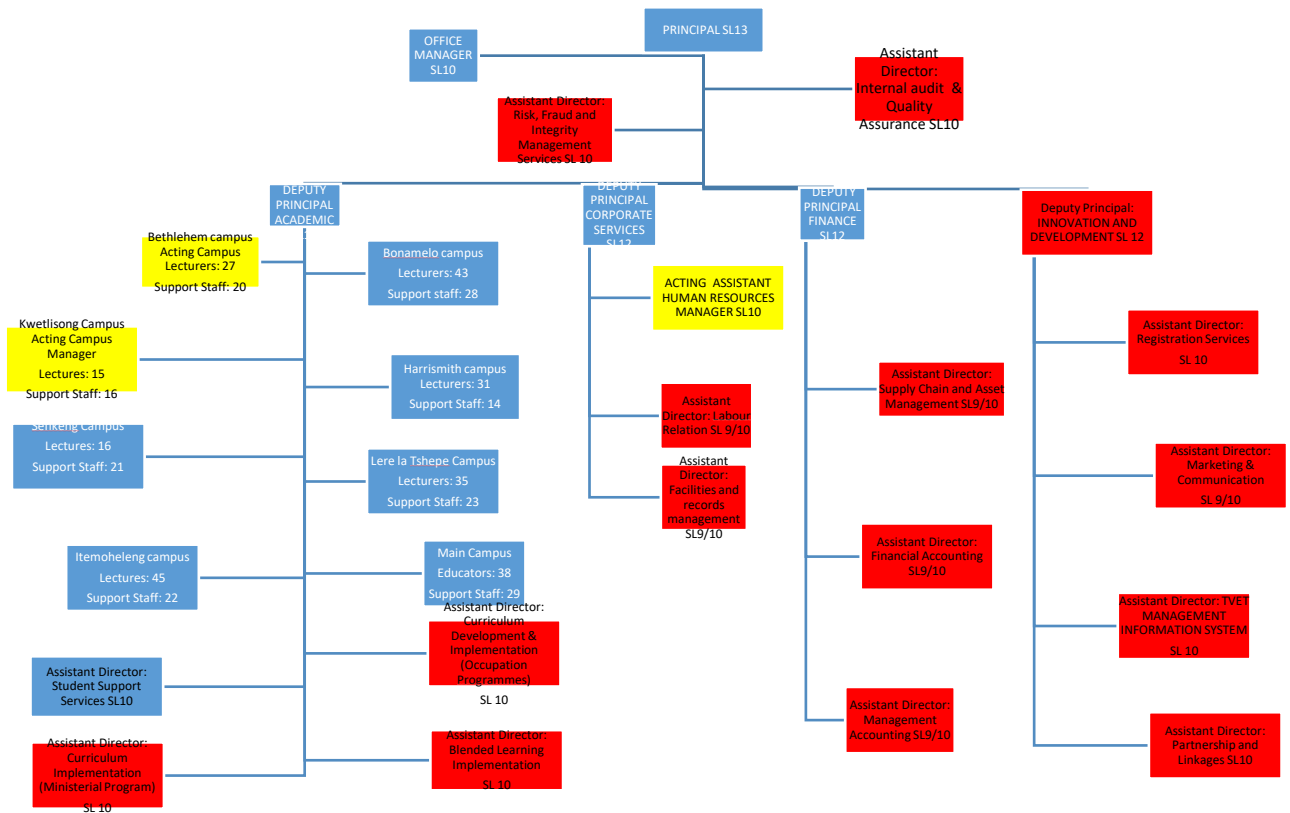 PRINCIPAL SL13
OFFICE
MANAGER
SL10
Assistant
Director:
Internal audit & 
Quality
Assurance SL10
Assistant Director:
Risk, Fraud and
Integrity
Management
Services SL 10
DEPUTY
PRINCIPAL
ACADEMIC
DEPUTY
PRINCIPAL
CORPORATE
SERVICES
SL12
DEPUTY
PRINCIPAL
FINANCE
SL12
Deputy Principal:
INNOVATION AND
DEVELOPMENT SL 12
Bethlehem campus
Acting Campus
Lecturers: 27
Support Staff: 20
Bonamelo campus
Lecturers: 43
Support staff: 28
Kwetlisong Campus
Acting Campus
Manager
Lectures: 15
Support Staff: 16
Harrismith campus
Lecturers: 31
Support Staff: 14
Senkeng Campus
Lectures: 16
Support Staff: 21
Lere la Tshepe Campus
Lecturers: 35
Support Staff: 23
Itemoheleng campus
Lectures: 45
Support Staff: 22
Main Campus
Educators: 38
Support Staff: 29
Assistant Director:
Curriculum
Development &
Implementation
(Occupation
Programmes)
SL 10
Assistant Director:
Student Support
Services SL10
Assistant Director:
Curriculum
Implementation
(Ministerial Program)
SL 10
Assistant Director:
Blended Learning
Implementation
SL 10
ACTING ASSISTANT
HUMAN RESOURCES
MANAGER SL10
Assistant
Director: Labour
Relation SL 9/10
Assistant
Director:
Facilities and
records
management
SL9/10
Assistant Director:
Supply Chain and Asset
Management SL9/10
Assistant Director:
Financial Accounting
SL9/10
Assistant Director:
Management
Accounting SL9/10
Assistant Director:
Registration Services
SL 10
Assistant Director:
Marketing &
Communication
SL 9/10
Assistant Director: TVET
MANAGEMENT
INFORMATION SYSTEM
SL 10
Assistant Director:
Partnership and
Linkages SL10